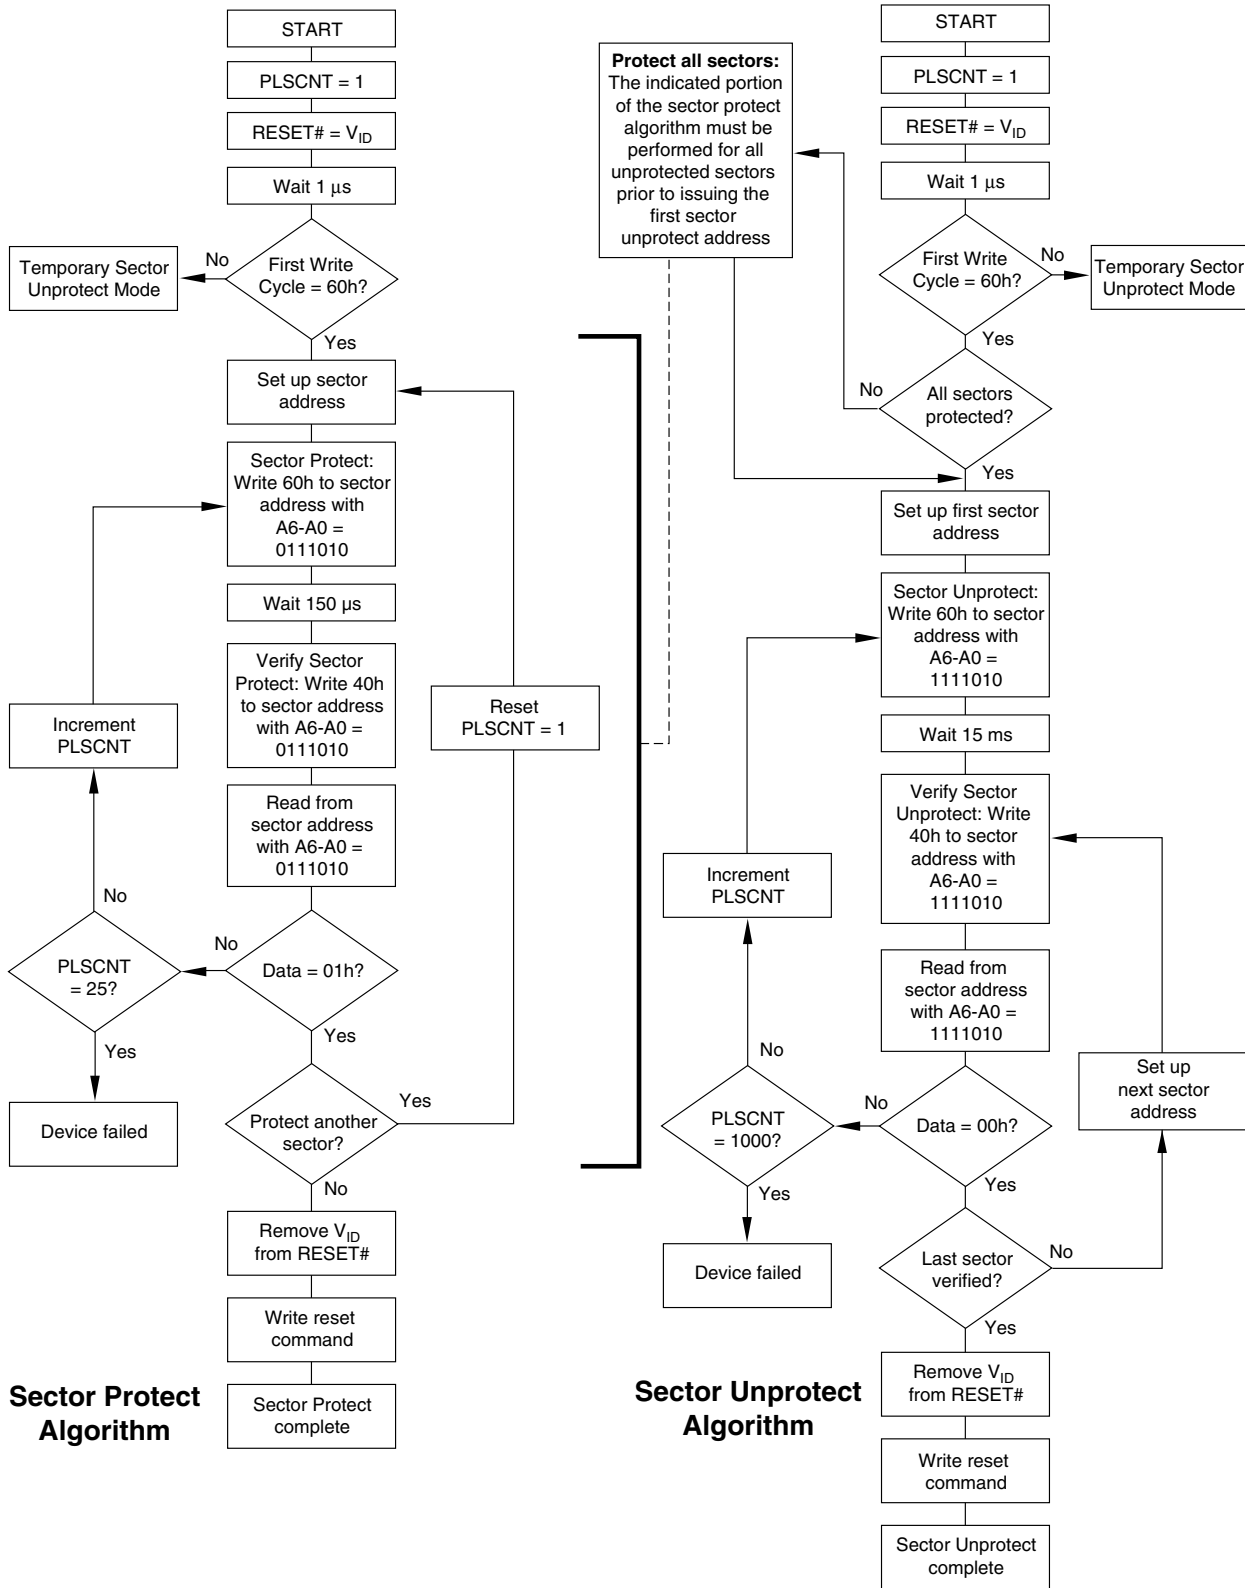 START
PLSCNT = 1
RESET# = VID
Wait 1 μs
First Write
Cycle = 60h?
No
Temporary Sector
Unprotect Mode
Yes
Set up sector
address
Sector Protect:
Write 60h to sector
address with
A6-A0 =
0111010
Wait 150 μs
Verify Sector
Protect: Write 40h
to sector address
with A6-A0 =
0111010
Read from
sector address
with A6-A0 =
0111010
Data = 01h?
No
PLSCNT
= 25?
No
Increment
PLSCNT
Yes
Device failed
Yes
Protect another
sector?
Yes
Reset
PLSCNT = 1
No
Remove VID
from RESET#
Write reset
command
Sector Protect
complete
Sector Protect
Algorithm
Protect all sectors:
The indicated portion
of the sector protect
algorithm must be
performed for all
unprotected sectors
prior to issuing the
first sector
unprotect address
START
PLSCNT = 1
RESET# = VID
Wait 1 μs
First Write
Cycle = 60h?
No
Temporary Sector
Unprotect Mode
Yes
All sectors
protected?
No
Yes
Set up first sector
address
Sector Unprotect:
Write 60h to sector
address with
A6-A0 =
1111010
Wait 15 ms
Verify Sector
Unprotect: Write
40h to sector
address with
A6-A0 =
1111010
Read from
sector address
with A6-A0 =
1111010
Data = 00h?
No
PLSCNT
= 1000?
No
Increment
PLSCNT
Yes
Device failed
Yes
Last sector
verified?
No
Set up
next sector
address
Yes
Remove VID
from RESET#
Write reset
command
Sector Unprotect
complete
Sector Unprotect
Algorithm